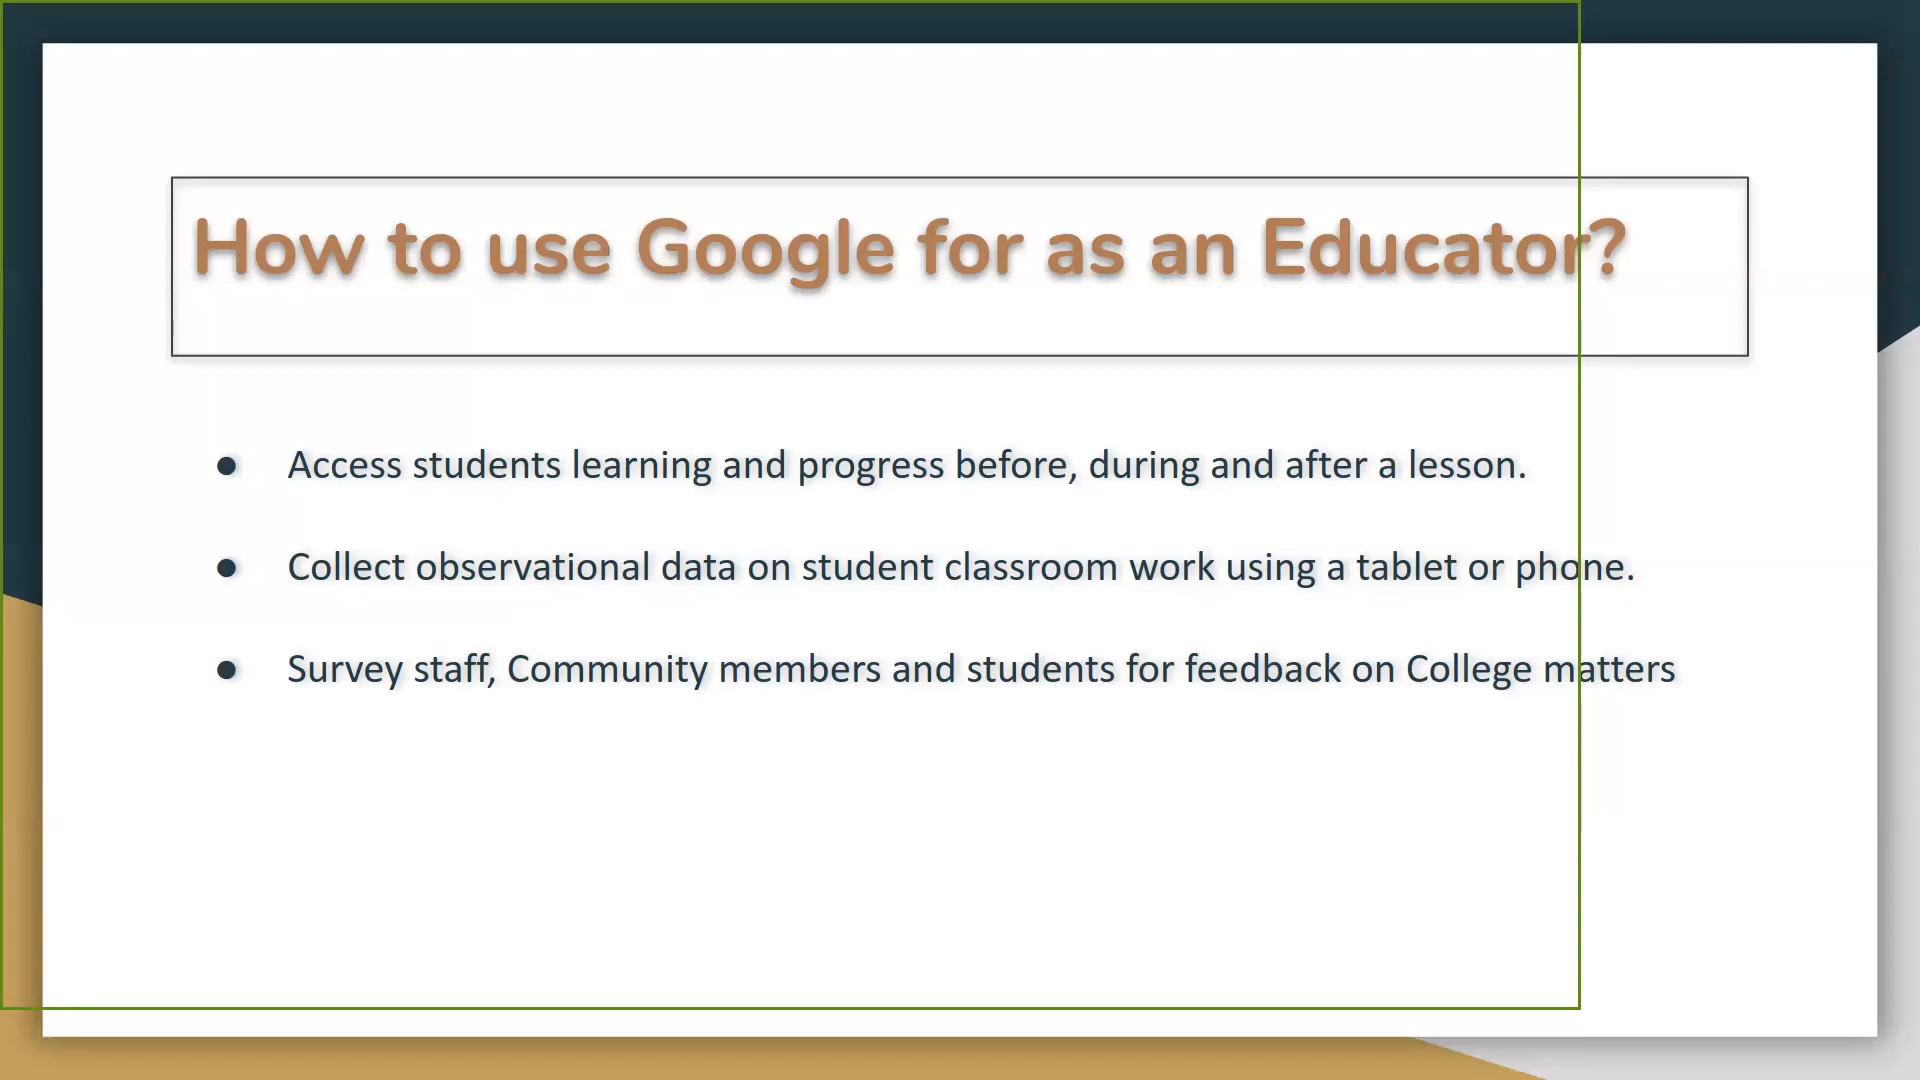 How to use Google for as an Educator?
● Access students learning and progress before, during and after a lesson.
● Collect observational data on student classroom work using a tablet or phone.
● Survey staff, Community members and students for feedback on College matters